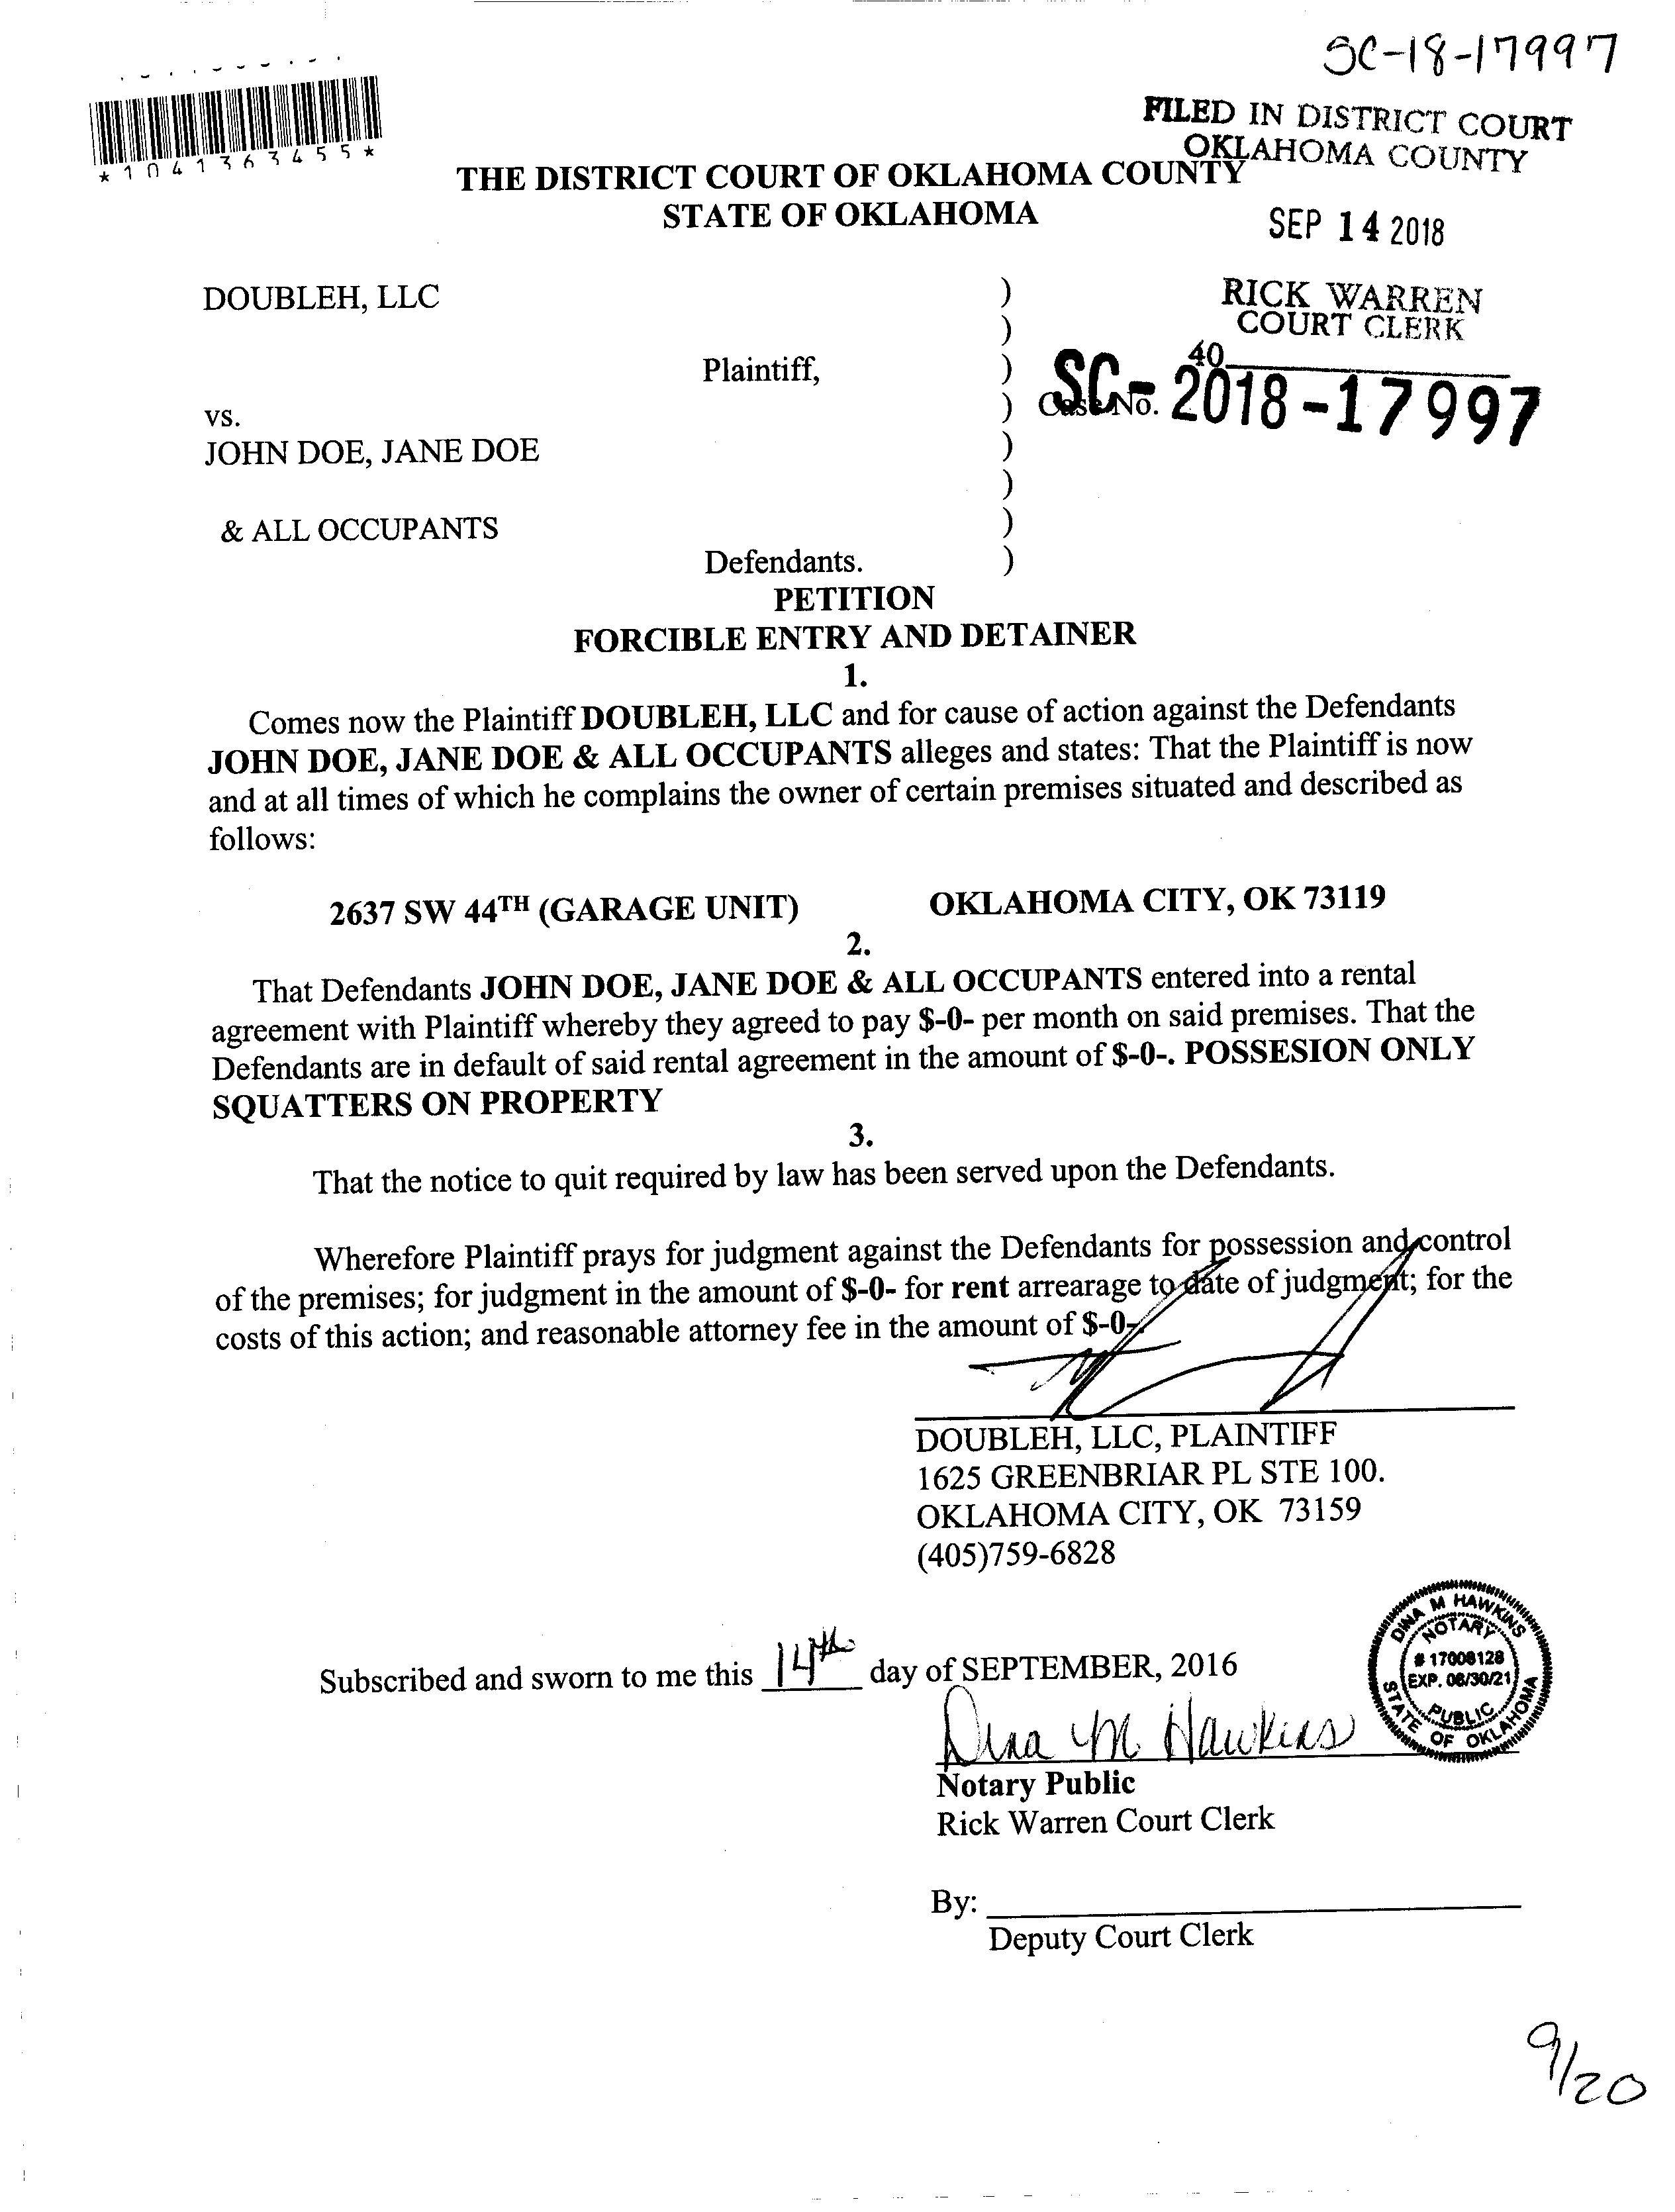 SC-18-17997
*1041363455*
FILED IN DISTRICT COURT
OKLAHOMA COUNTY
THE DISTRICT COURT OF OKLAHOMA COUNTY
STATE OF OKLAHOMA
SEP 14 2018
RICK WARREN
COURT CLERK
40
DOUBLEH, LLC )
)
Plaintiff, )
vs. ) Case No. SC-2018-17997
JOHN DOE, JANE DOE )
)
& ALL OCCUPANTS )
Defendants. )
PETITION
FORCIBLE ENTRY AND DETAINER
1.
Comes now the Plaintiff DOUBLEH, LLC and for cause of action against the Defendants
JOHN DOE, JANE DOE & ALL OCCUPANTS alleges and states: That the Plaintiff is now
and at all times of which he complains the owner of certain premises situated and described as
follows:
2637 SW 44TH (GARAGE UNIT) OKLAHOMA CITY, OK 73119
2.
That Defendants JOHN DOE, JANE DOE & ALL OCCUPANTS entered into a rental
agreement with Plaintiff whereby they agreed to pay $-0- per month on said premises. That the
Defendants are in default of said rental agreement in the amount of $-0-. POSSESION ONLY
SQUATTERS ON PROPERTY
3.
That the notice to quit required by law has been served upon the Defendants.
Wherefore Plaintiff prays for judgment against the Defendants for possession and control
of the premises; for judgment in the amount of $-0- for rent arrearage to date of judgment; for the
costs of this action; and reasonable attorney fee in the amount of $-0-.
DOUBLEH, LLC, PLAINTIFF
1625 GREENBRIAR PL STE 100.
OKLAHOMA CITY, OK 73159
(405)759-6828
Subscribed and sworn to me this 14th day of SEPTEMBER, 2016
DINA M HAWKINS
NOTARY
# 17008128
EXP. 06/30/21
PUBLIC
STATE OF OKLAHOMA
Dina M Hawkins
Notary Public
Rick Warren Court Clerk
By:
Deputy Court Clerk
9/20